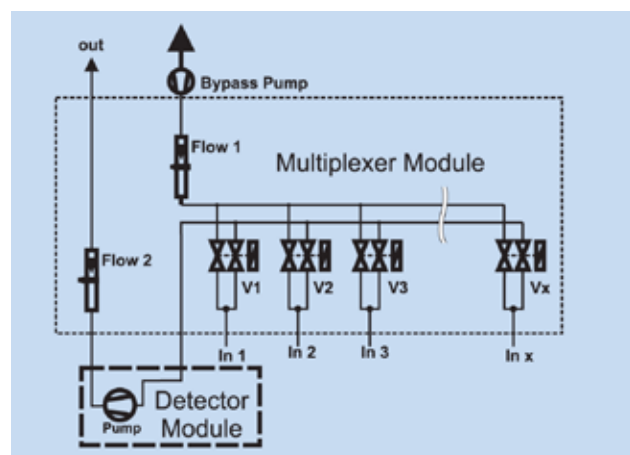 out
Bypass Pump
Flow 1
Multiplexer Module
Flow 2
V1
V2
V3
Vx
In 1
In 2
In 3
In x
Detector
Module
Pump